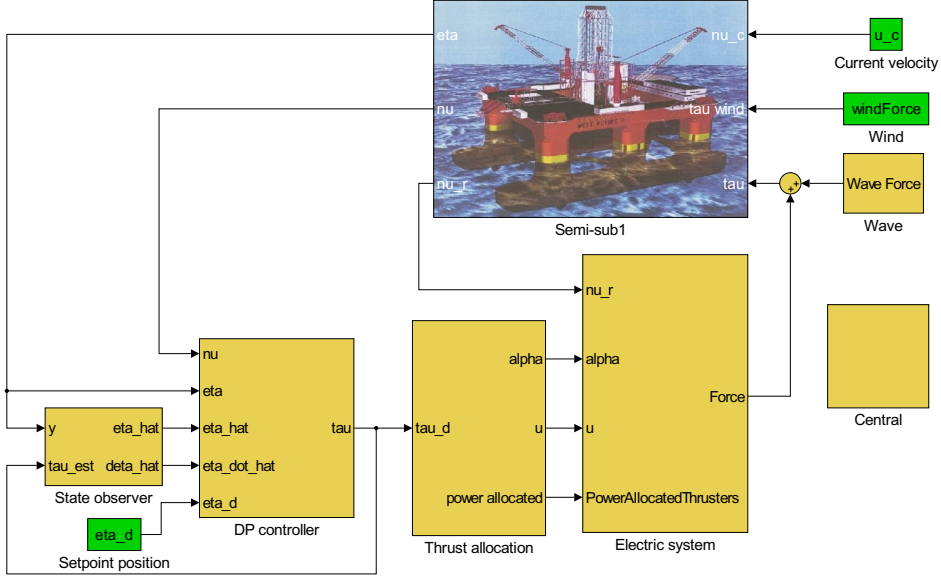 eta
nu_c
u_c
Current velocity
nu
tau wind
windForce
Wind
nu_r
tau
Wave Force
Wave
Semi-sub1
nu_r
nu
alpha
alpha
eta
Force
Central
y
eta_hat
eta_hat
tau
tau_d
u
u
tau_est
deta_hat
eta_dot_hat
State observer
eta_d
power allocated
PowerAllocatedThrusters
eta_d
DP controller
Thrust allocation
Electric system
Setpoint position